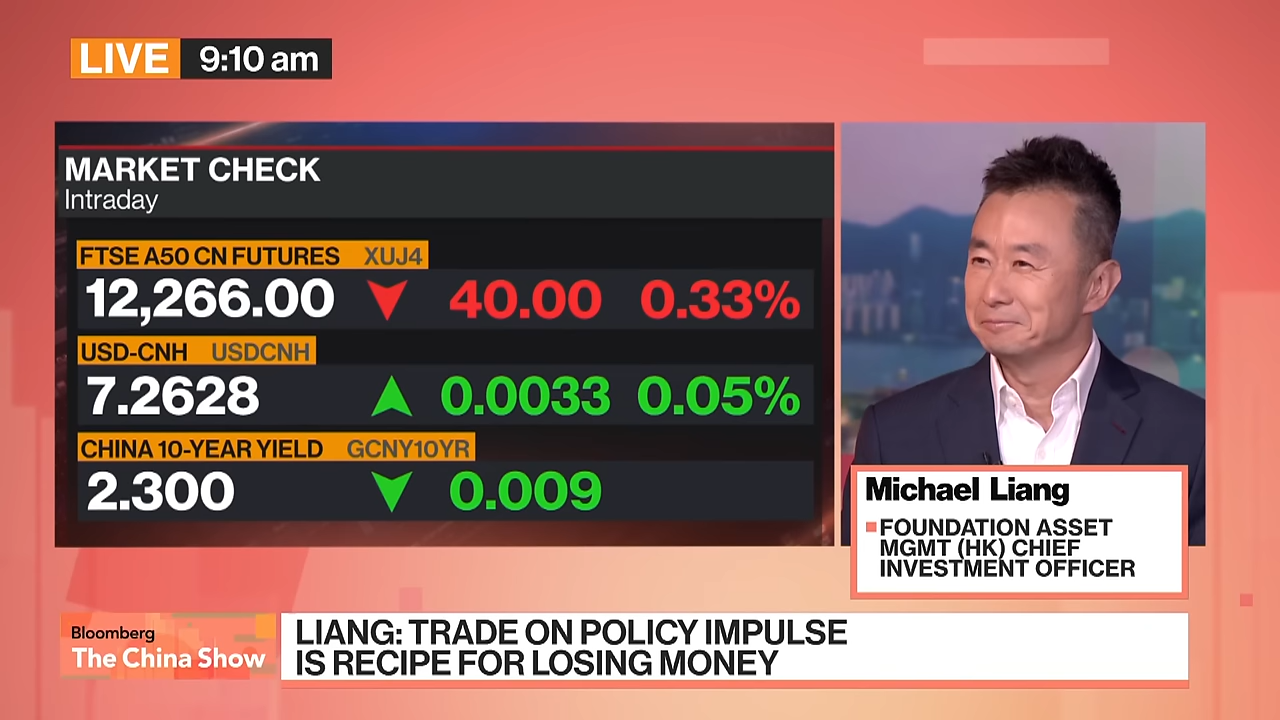 LIVE 9:10 am
MARKET CHECK
Intraday
FTSE A50 CN FUTURES XUJ4
12,266.00 ▼ 40.00 0.33%
USD-CNH USDCNH
7.2628 ▲ 0.0033 0.05%
CHINA 10-YEAR YIELD GCNY10YR
2.300 ▼ 0.009
Michael Liang
FOUNDATION ASSET
MGMT (HK) CHIEF
INVESTMENT OFFICER
Bloomberg
The China Show
LIANG: TRADE ON POLICY IMPULSE
IS RECIPE FOR LOSING MONEY